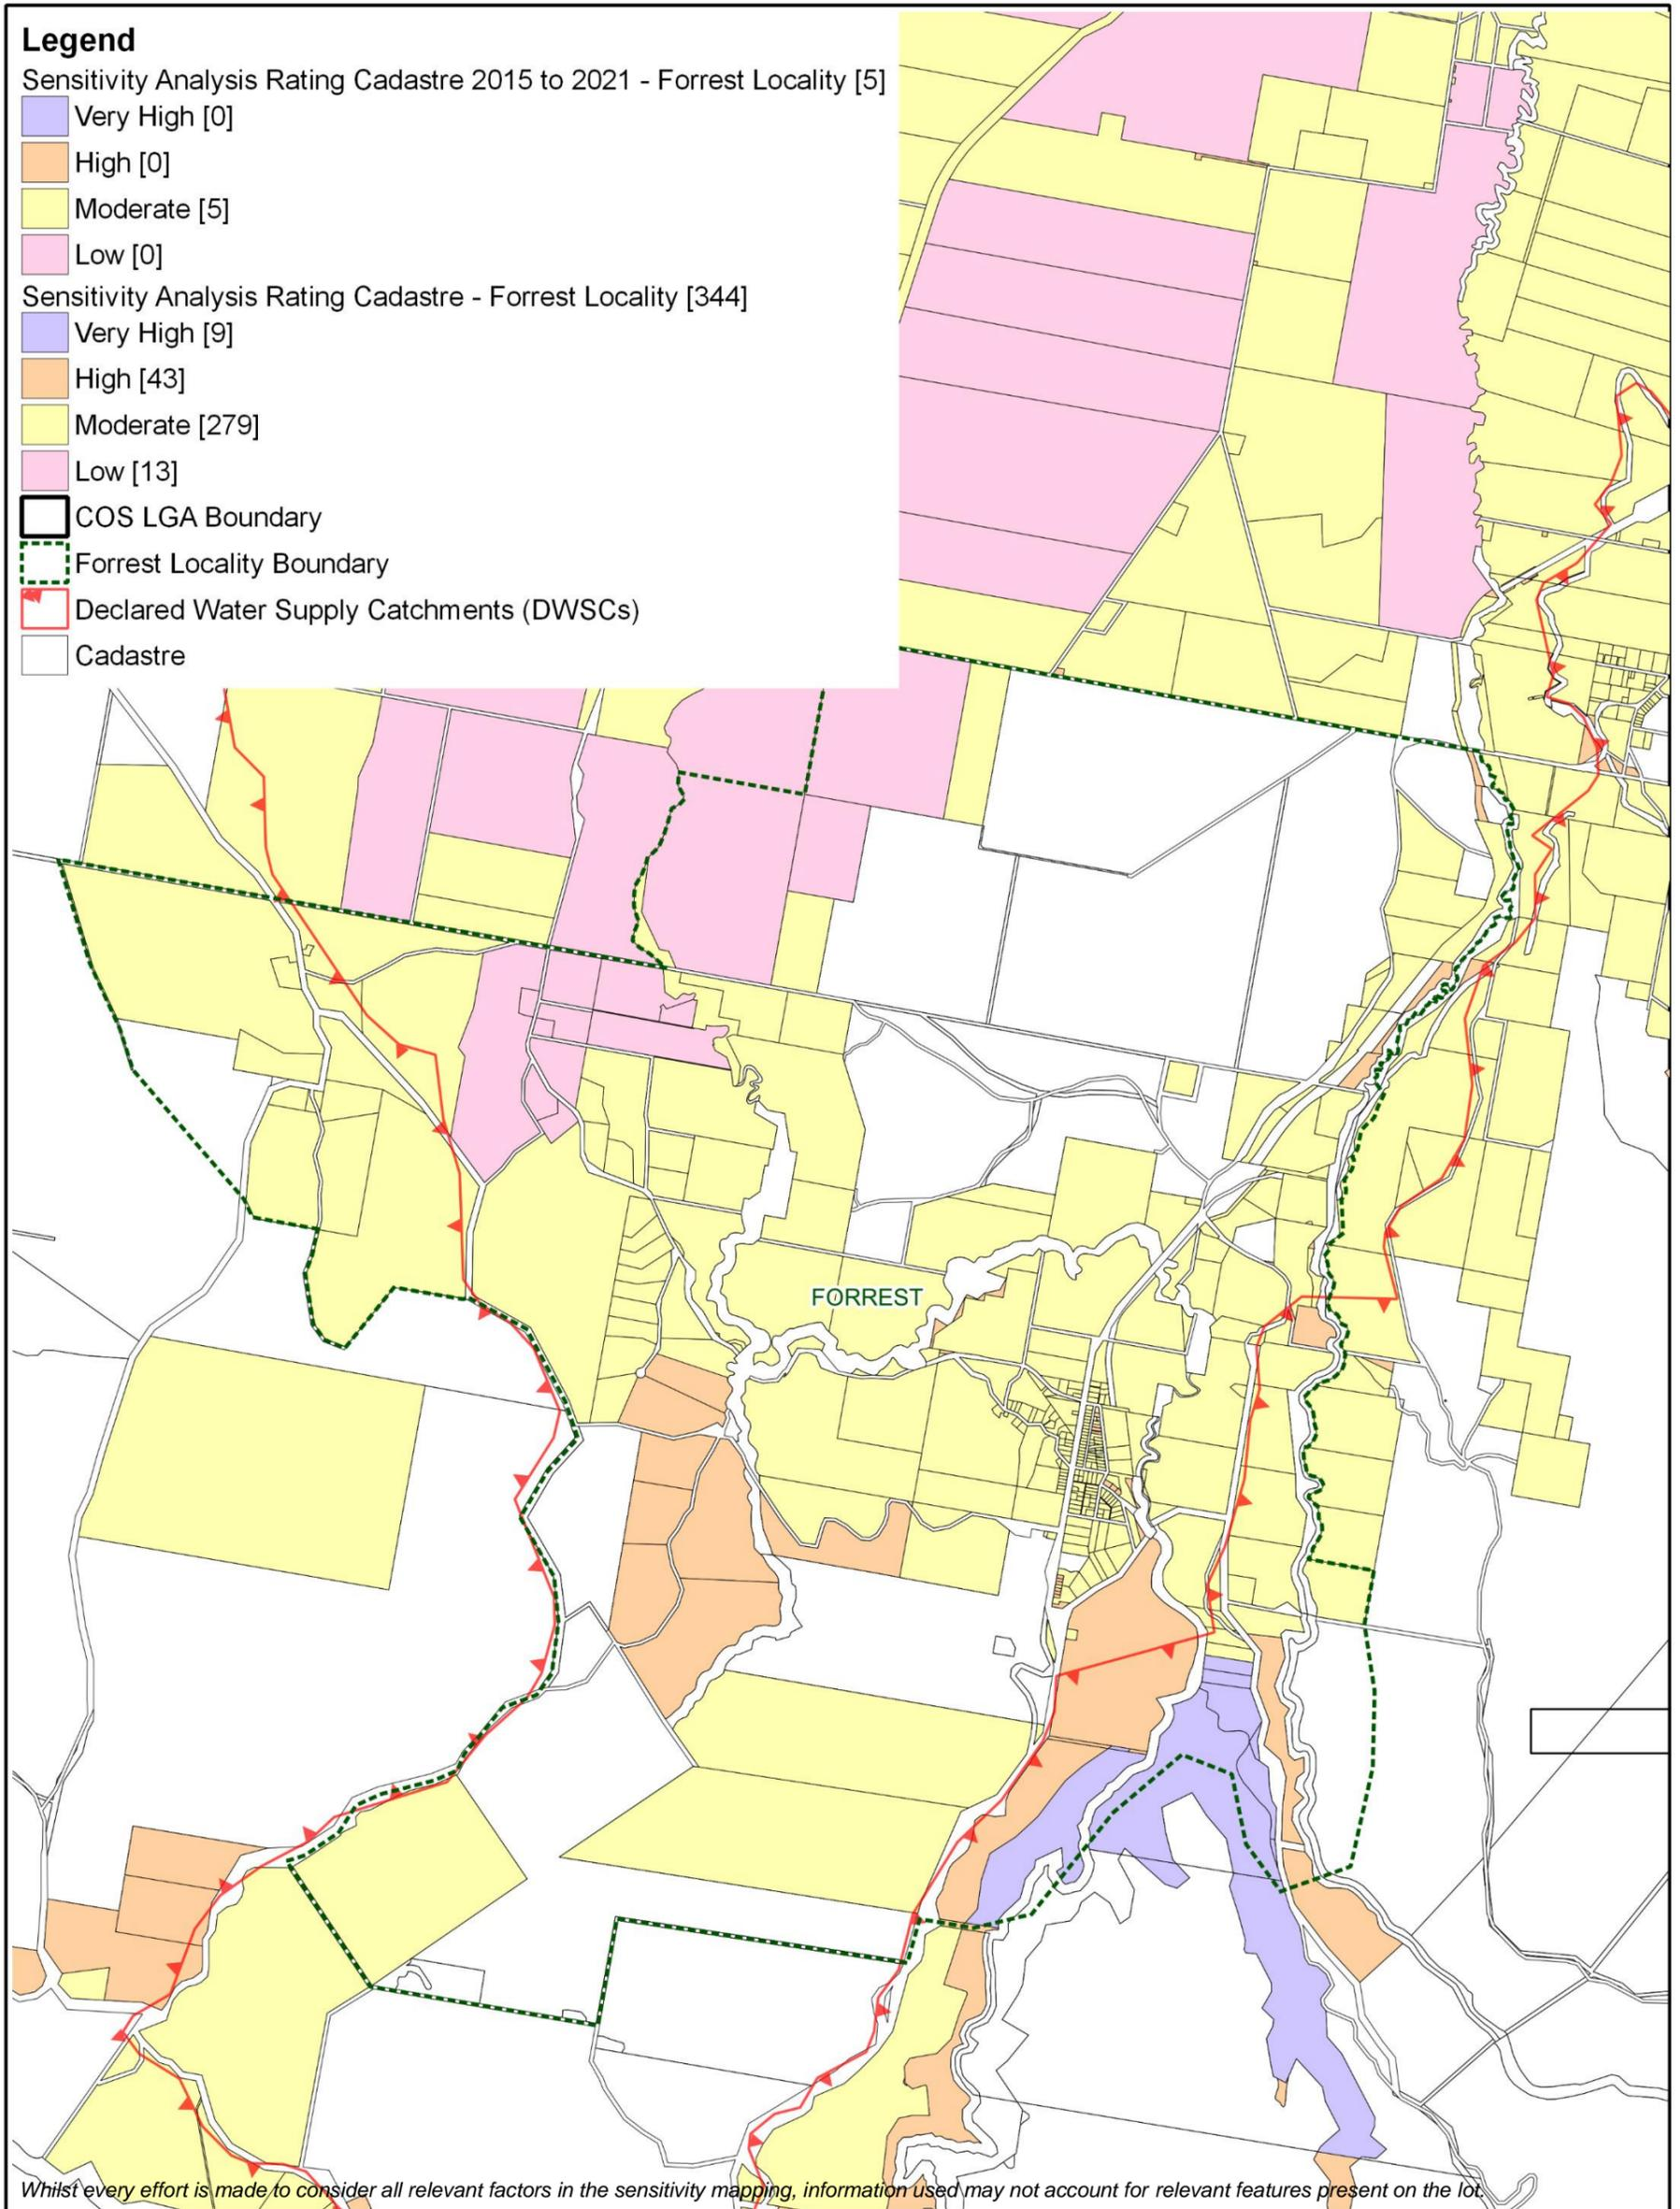 Legend
Sensitivity Analysis Rating Cadastre 2015 to 2021 - Forrest Locality [5]
Very High [0]
High [0]
Moderate [5]
Low [0]
Sensitivity Analysis Rating Cadastre - Forrest Locality [344]
Very High [9]
High [43]
Moderate [279]
Low [13]
COS LGA Boundary
Forrest Locality Boundary
Declared Water Supply Catchments (DWSCs)
Cadastre
FORREST
Whilst every effort is made to consider all relevant factors in the sensitivity mapping, information used may not account for relevant features present on the lot.